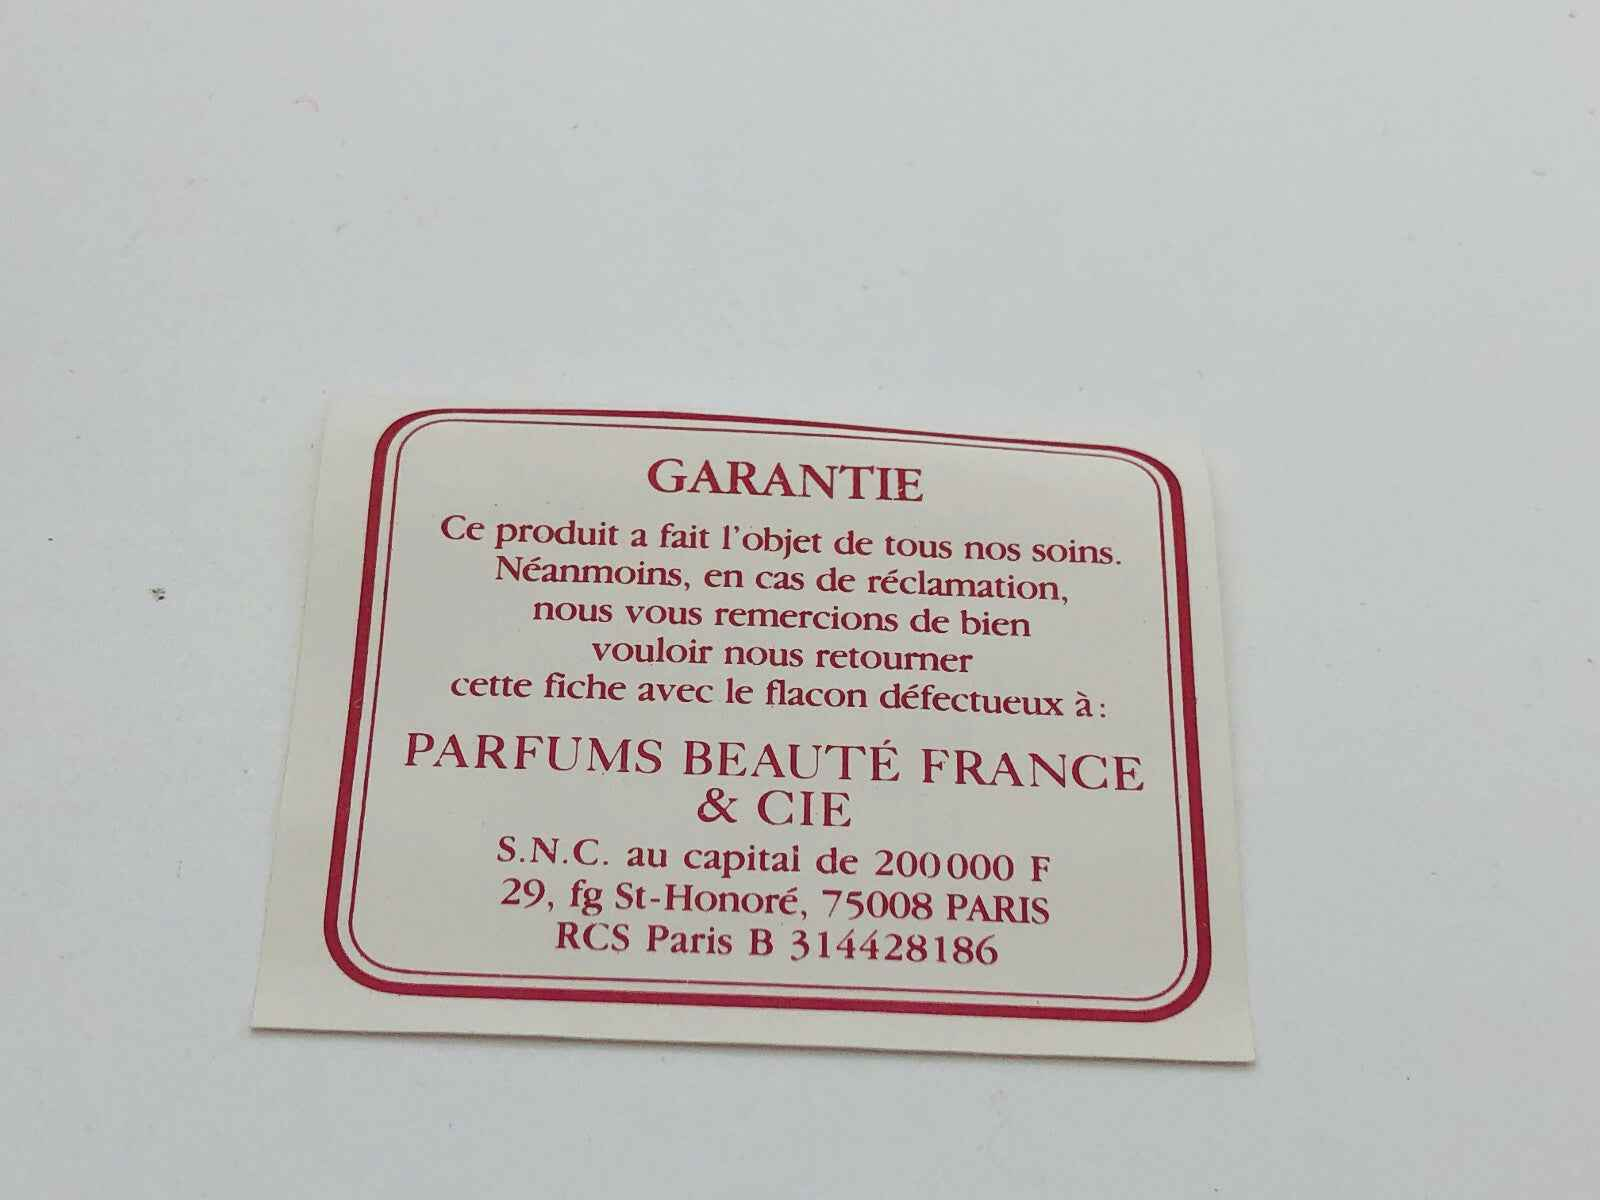 GARANTIE
Ce produit a fait l'objet de tous nos soins.
Néanmoins, en cas de réclamation,
nous vous remercions de bien
vouloir nous retourner
cette fiche avec le flacon défectueux à:
PARFUMS BEAUTÉ FRANCE
& CIE
S.N.C. au capital de 200 000 F
29, fg St-Honoré, 75008 PARIS
RCS Paris B 314428186